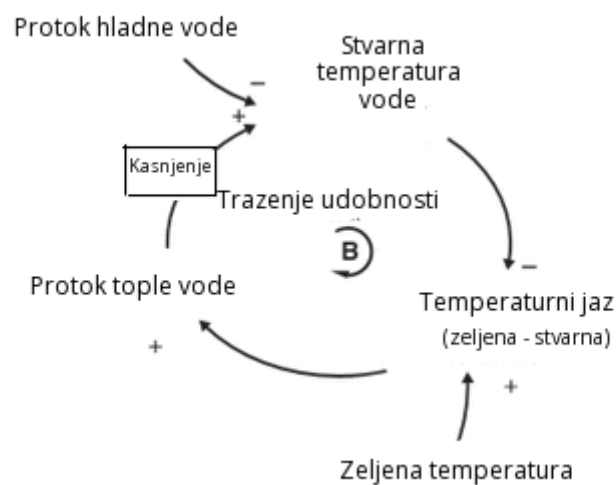 Protok hladne vode
Stvarna
temperatura
vode
–
+
Kasnjenje
Trazenje udobnosti
B
–
Protok tople vode
Temperaturni jaz
(zeljena - stvarna)
+
+
Zeljena temperatura